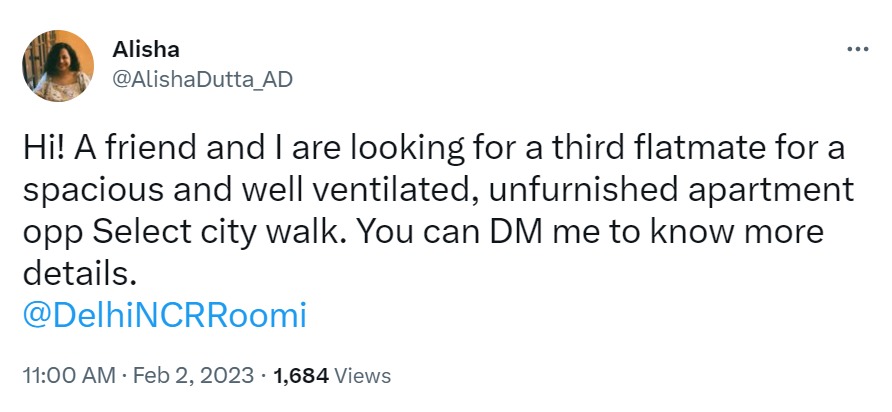 Alisha
@AlishaDutta_AD
Hi! A friend and I are looking for a third flatmate for a
spacious and well ventilated, unfurnished apartment
opp Select city walk. You can DM me to know more
details.
@DelhiNCRRoomi
11:00 AM · Feb 2, 2023 · 1,684 Views